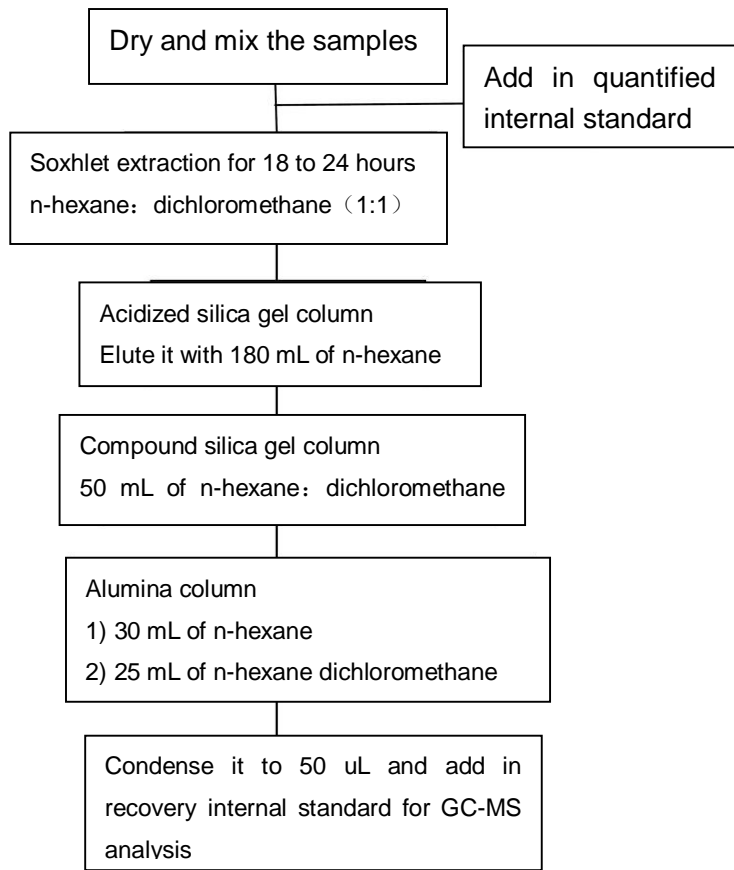 Dry and mix the samples
Add in quantified
internal standard
Soxhlet extraction for 18 to 24 hours
n-hexane：dichloromethane（1:1）
Acidized silica gel column
Elute it with 180 mL of n-hexane
Compound silica gel column
50 mL of n-hexane：dichloromethane
Alumina column
1) 30 mL of n-hexane
2) 25 mL of n-hexane dichloromethane
Condense it to 50 uL and add in
recovery internal standard for GC-MS
analysis